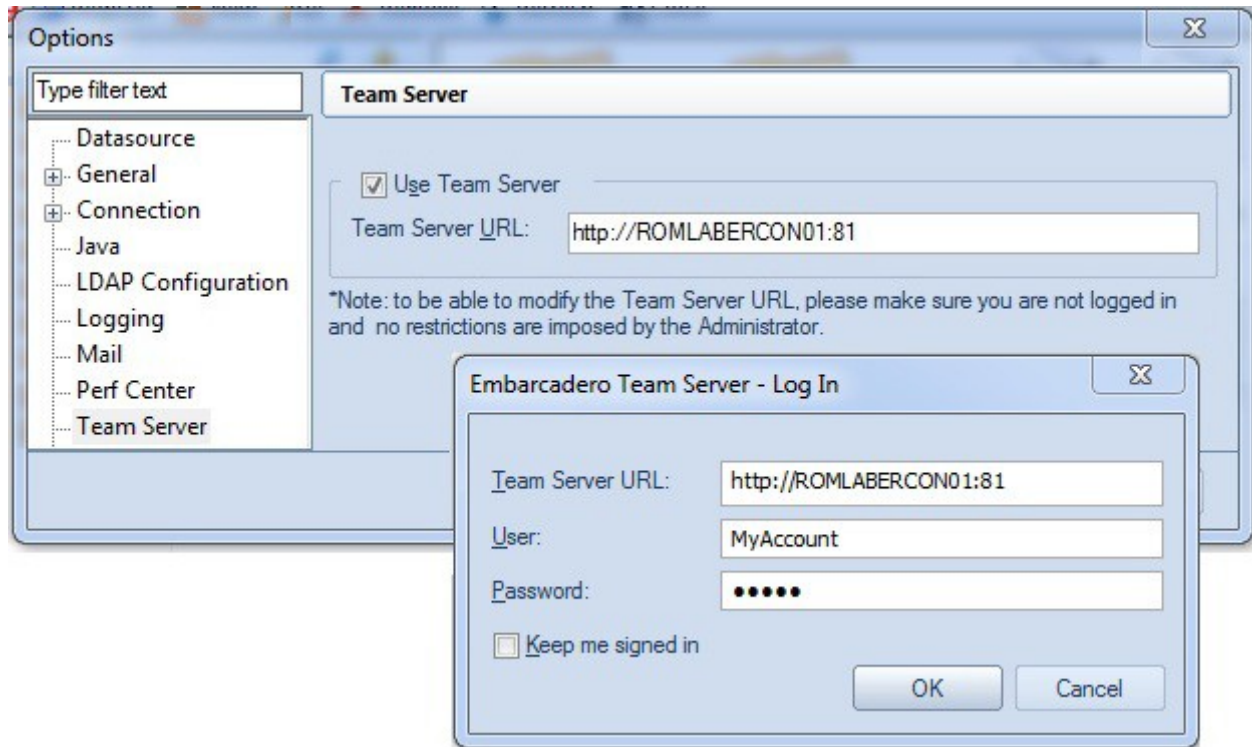 Options
Type filter text
Datasource
General
Connection
Java
LDAP Configuration
Logging
Mail
Perf Center
Team Server
Team Server
Use Team Server
Team Server URL: http://ROMLABERCON01:81
*Note: to be able to modify the Team Server URL, please make sure you are not logged in
and no restrictions are imposed by the Administrator.
Embarcadero Team Server - Log In
Team Server URL: http://ROMLABERCON01:81
User: MyAccount
Password: •••••
Keep me signed in
OK Cancel